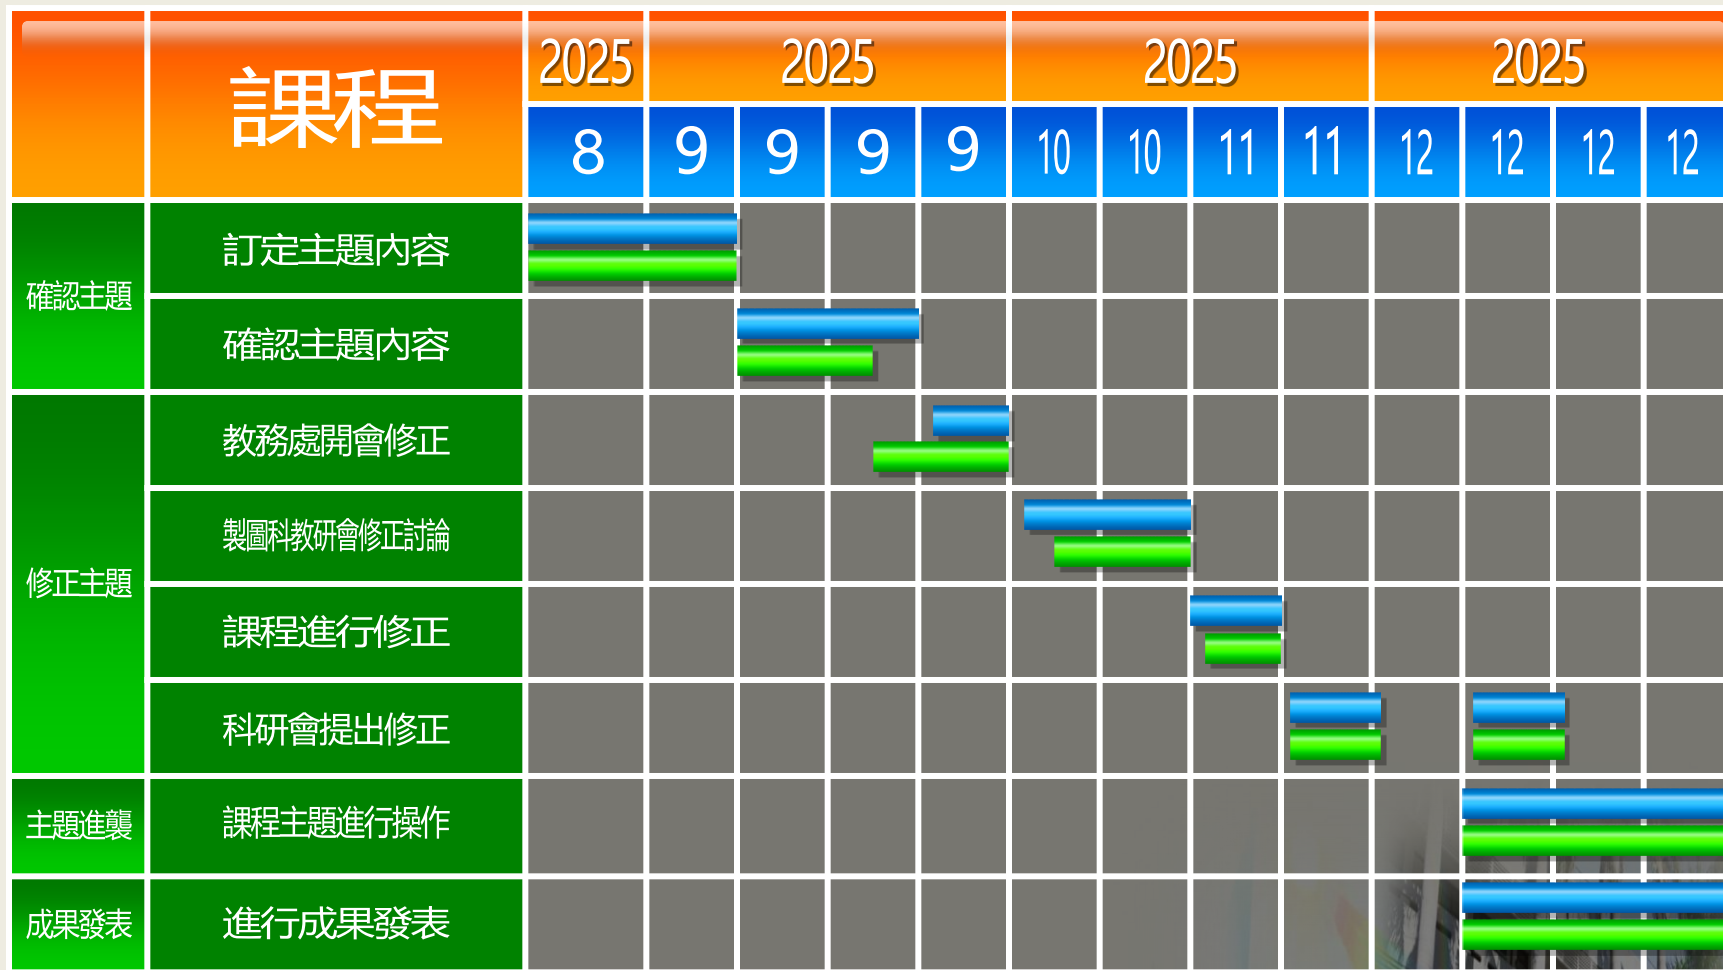 課程
2025 2025 2025 2025
8 9 9 9 9 10 10 11 11 12 12 12 12
確認主題
訂定主題內容
確認主題內容
修正主題
教務處開會修正
製圖科教研會修正討論
課程進行修正
科研會提出修正
主題進襲
課程主題進行操作
成果發表
進行成果發表